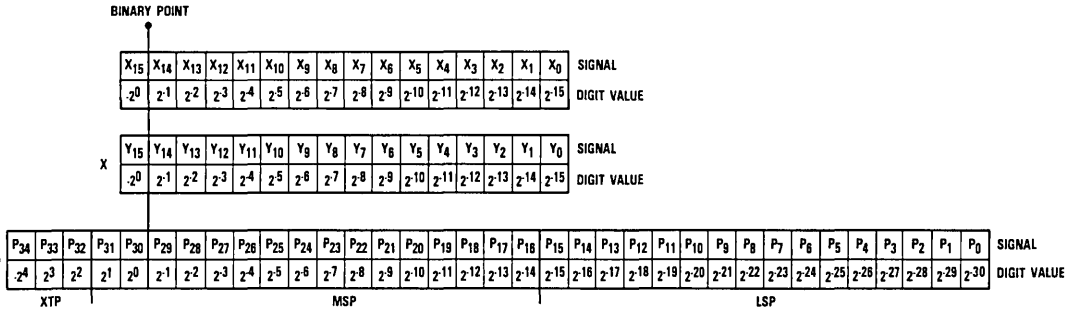 BINARY POINT
X15 X14 X13 X12 X11 X10 X9 X8 X7 X6 X5 X4 X3 X2 X1 X0 SIGNAL
-2^0 2^-1 2^-2 2^-3 2^-4 2^-5 2^-6 2^-7 2^-8 2^-9 2^-10 2^-11 2^-12 2^-13 2^-14 2^-15 DIGIT VALUE
X
Y15 Y14 Y13 Y12 Y11 Y10 Y9 Y8 Y7 Y6 Y5 Y4 Y3 Y2 Y1 Y0 SIGNAL
-2^0 2^-1 2^-2 2^-3 2^-4 2^-5 2^-6 2^-7 2^-8 2^-9 2^-10 2^-11 2^-12 2^-13 2^-14 2^-15 DIGIT VALUE
P34 P33 P32 P31 P30 P29 P28 P27 P26 P25 P24 P23 P22 P21 P20 P19 P18 P17 P16 P15 P14 P13 P12 P11 P10 P9 P8 P7 P6 P5 P4 P3 P2 P1 P0 SIGNAL
-2^4 2^3 2^2 2^1 2^0 2^-1 2^-2 2^-3 2^-4 2^-5 2^-6 2^-7 2^-8 2^-9 2^-10 2^-11 2^-12 2^-13 2^-14 2^-15 2^-16 2^-17 2^-18 2^-19 2^-20 2^-21 2^-22 2^-23 2^-24 2^-25 2^-26 2^-27 2^-28 2^-29 2^-30 DIGIT VALUE
XTP MSP LSP